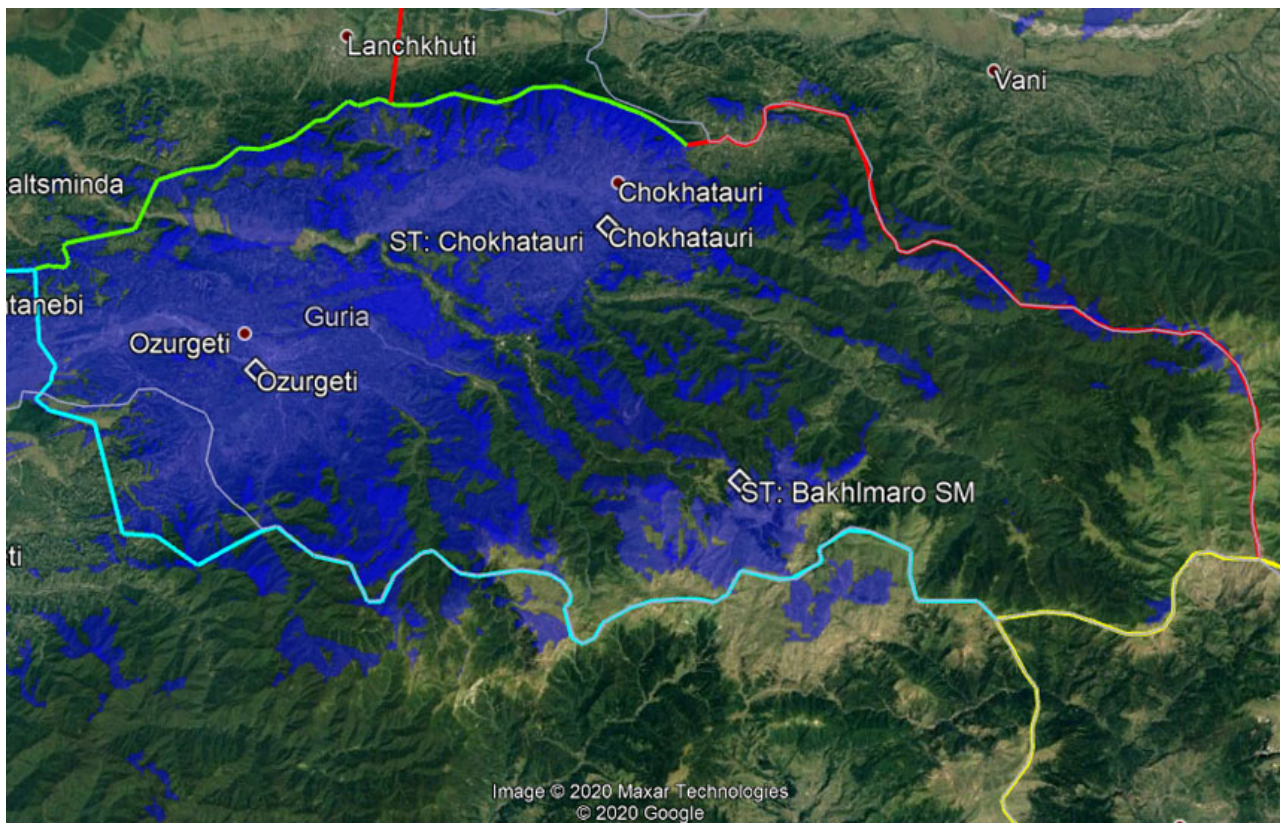 Lanchkhuti
Vani
altsminda
Chokhatauri
ST: Chokhatauri
Chokhatauri
tanebi
Guria
Ozurgeti
Ozurgeti
ST: Bakhlmaro SM
ti
Image © 2020 Maxar Technologies
© 2020 Google